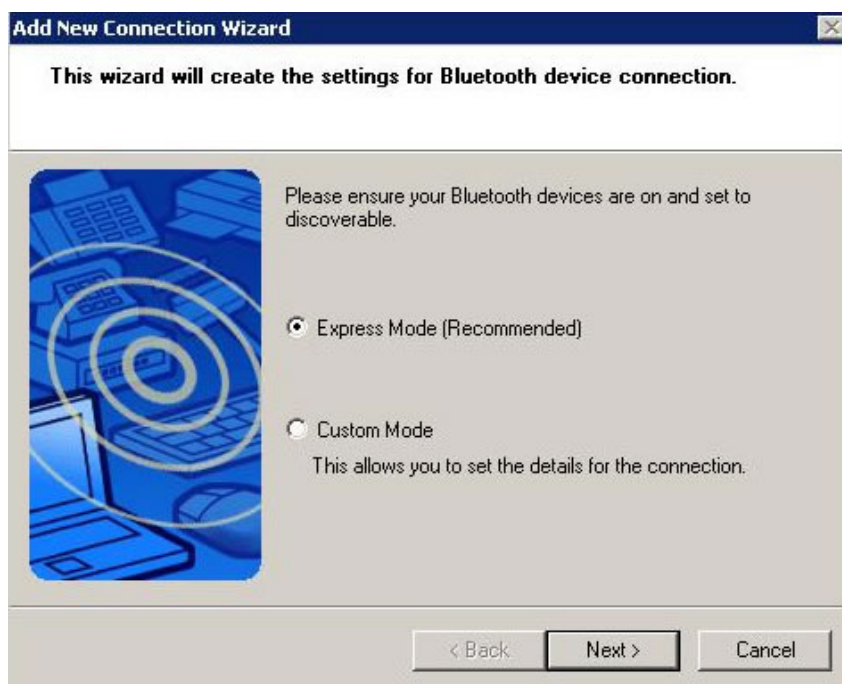 Add New Connection Wizard
This wizard will create the settings for Bluetooth device connection.
Please ensure your Bluetooth devices are on and set to
discoverable.
Express Mode (Recommended)
Custom Mode
This allows you to set the details for the connection.
< Back
Next >
Cancel